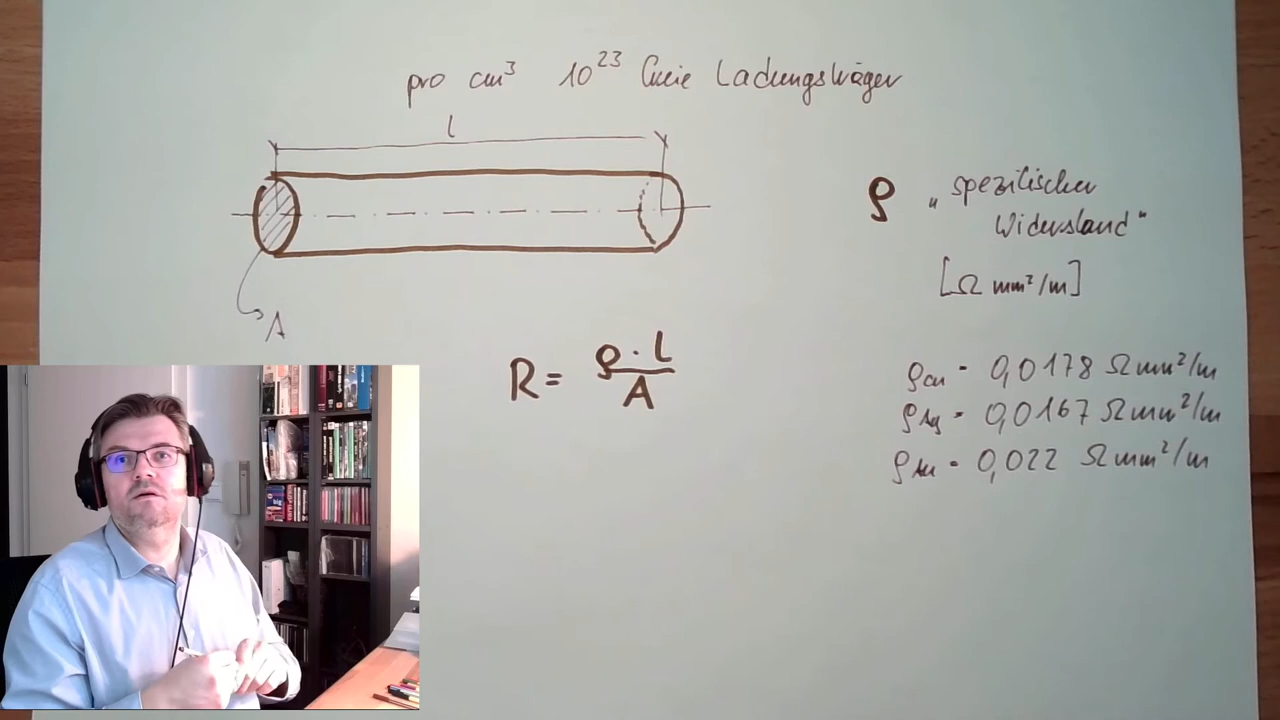 pro cm³ 10²³ freie Ladungsträger
l
A
ρ „spezifischer
Widerstand"
[Ω mm²/m]
R = ρ · l / A
ρcu = 0,0178 Ω mm²/m
ρAg = 0,0167 Ω mm²/m
ρAu = 0,022 Ω mm²/m